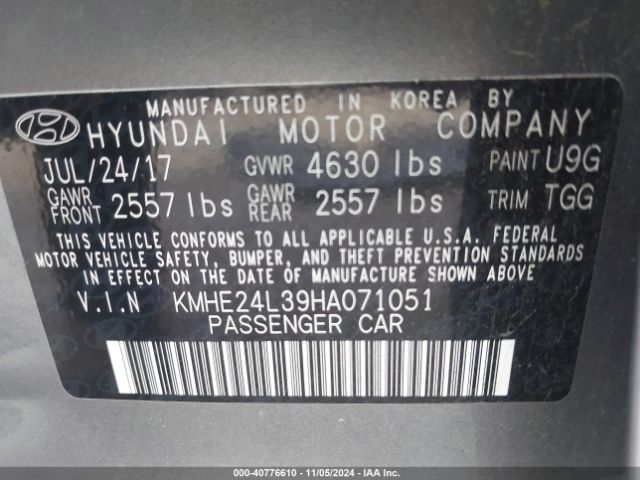 MANUFACTURED IN KOREA BY
HYUNDAI MOTOR COMPANY
JUL/24/17 GVWR 4630 lbs PAINT U9G
GAWR FRONT 2557 lbs GAWR REAR 2557 lbs TRIM TGG
THIS VEHICLE CONFORMS TO ALL APPLICABLE U.S.A. FEDERAL
MOTOR VEHICLE SAFETY, BUMPER, AND THEFT PREVENTION STANDARDS
IN EFFECT ON THE DATE OF MANUFACTURE SHOWN ABOVE
V.I.N KMHE24L39HA071051
PASSENGER CAR
000-40776610 - 11/05/2024 - IAA Inc.